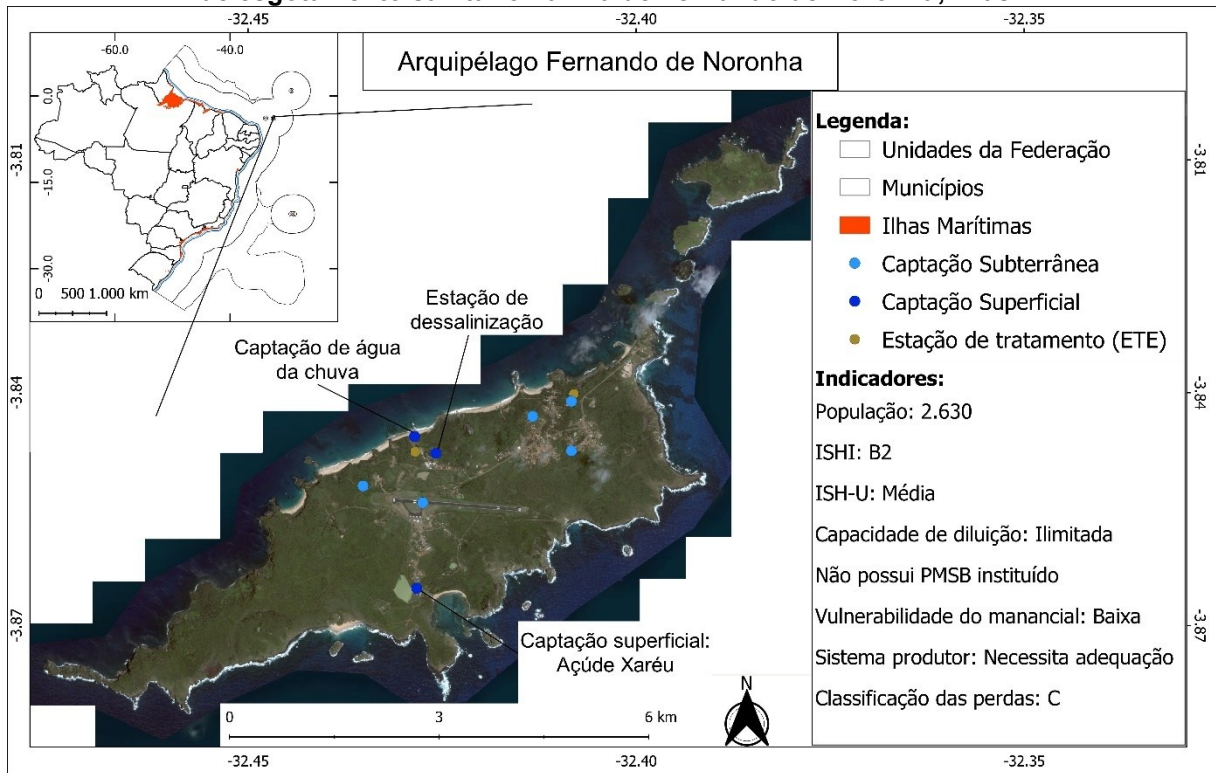 -32.45
-32.40
-32.35
-60.0
-40.0
0.0
-15.0
-30.0
0 500 1.000 km
Arquipélago Fernando de Noronha
-3.81
-3.84
-3.87
-3.81
-3.84
-3.87
Estação de
dessalinização
Captação de água
da chuva
Captação superficial:
Açúde Xaréu
0 3 6 km
N
Legenda:
Unidades da Federação
Municípios
Ilhas Marítimas
Captação Subterrânea
Captação Superficial
Estação de tratamento (ETE)
Indicadores:
População: 2.630
ISHI: B2
ISH-U: Média
Capacidade de diluição: Ilimitada
Não possui PMSB instituído
Vulnerabilidade do manancial: Baixa
Sistema produtor: Necessita adequação
Classificação das perdas: C
-32.45
-32.40
-32.35